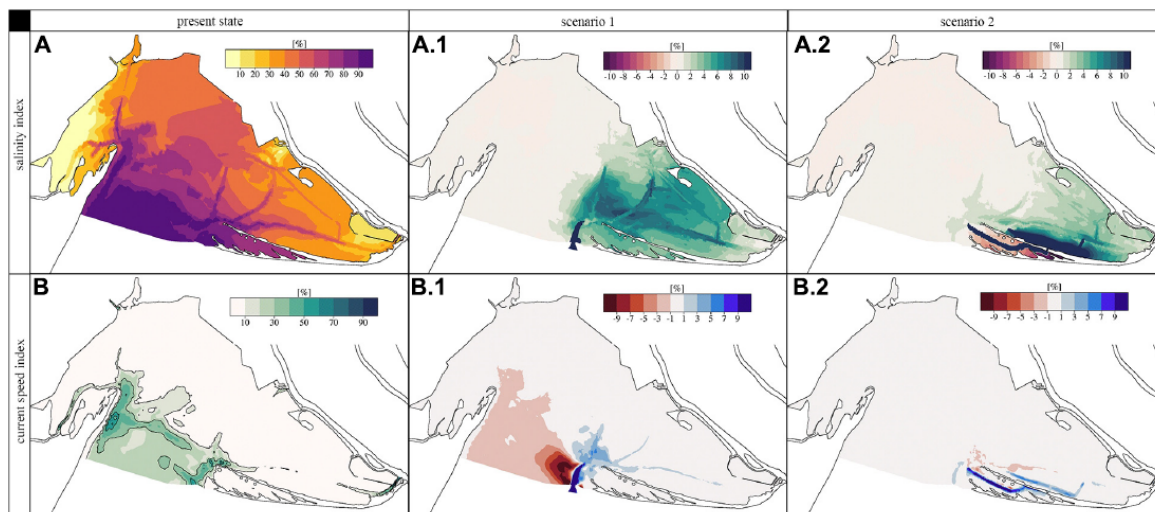 present state
scenario 1
scenario 2
salinity index
A
[%]
10 20 30 40 50 60 70 80 90
A.1
[%]
-10 -8 -6 -4 -2 0 2 4 6 8 10
A.2
[%]
-10 -8 -6 -4 -2 0 2 4 6 8 10
current speed index
B
[%]
10 30 50 70 90
B.1
[%]
-9 -7 -5 -3 -1 1 3 5 7 9
B.2
[%]
-9 -7 -5 -3 -1 1 3 5 7 9